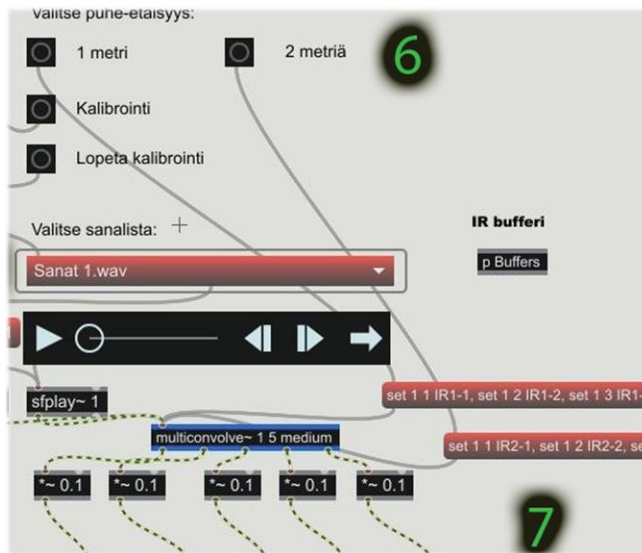 Valitse puhe-etäisyys:
1 metri
2 metriä
6
Kalibrointi
Lopeta kalibrointi
Valitse sanalista:
IR bufferi
Sanat 1.wav
p Buffers
sfplay~ 1
set 1 1 IR1-1, set 1 2 IR1-2, set 1 3 IR1-
multiconvolve~ 1 5 medium
set 1 1 IR2-1, set 1 2 IR2-2, se
*~ 0.1
*~ 0.1
*~ 0.1
*~ 0.1
*~ 0.1
7